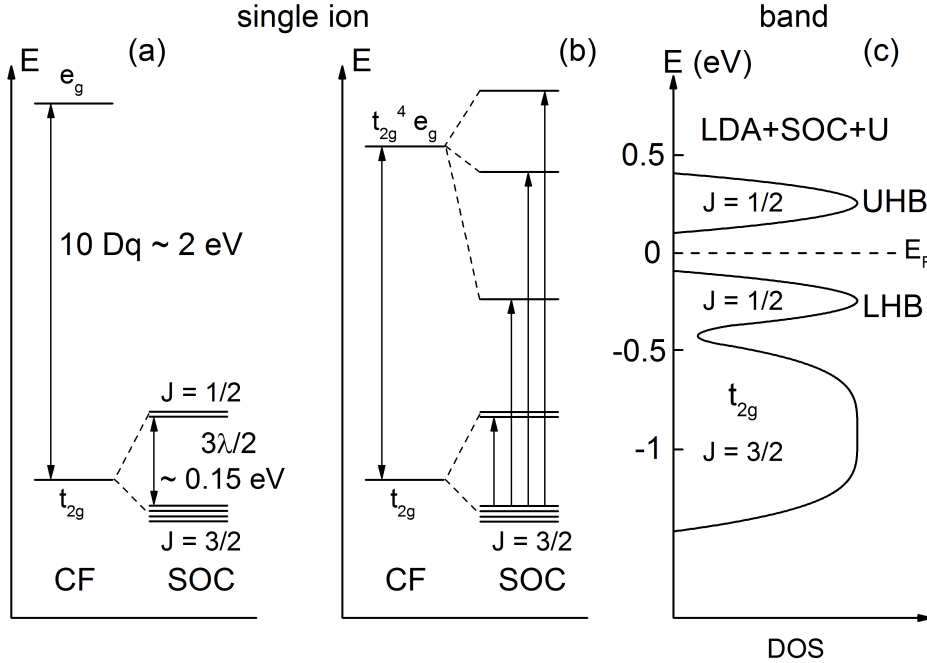 single ion
band
(a)
E
e_g
10 Dq ~ 2 eV
J = 1/2
3λ/2
~ 0.15 eV
t_2g
J = 3/2
CF
SOC
(b)
E
t_2g^4 e_g
t_2g
J = 3/2
CF
SOC
(c)
E (eV)
LDA+SOC+U
0.5
J = 1/2
UHB
0
E_F
J = 1/2
LHB
-0.5
t_2g
-1
J = 3/2
DOS